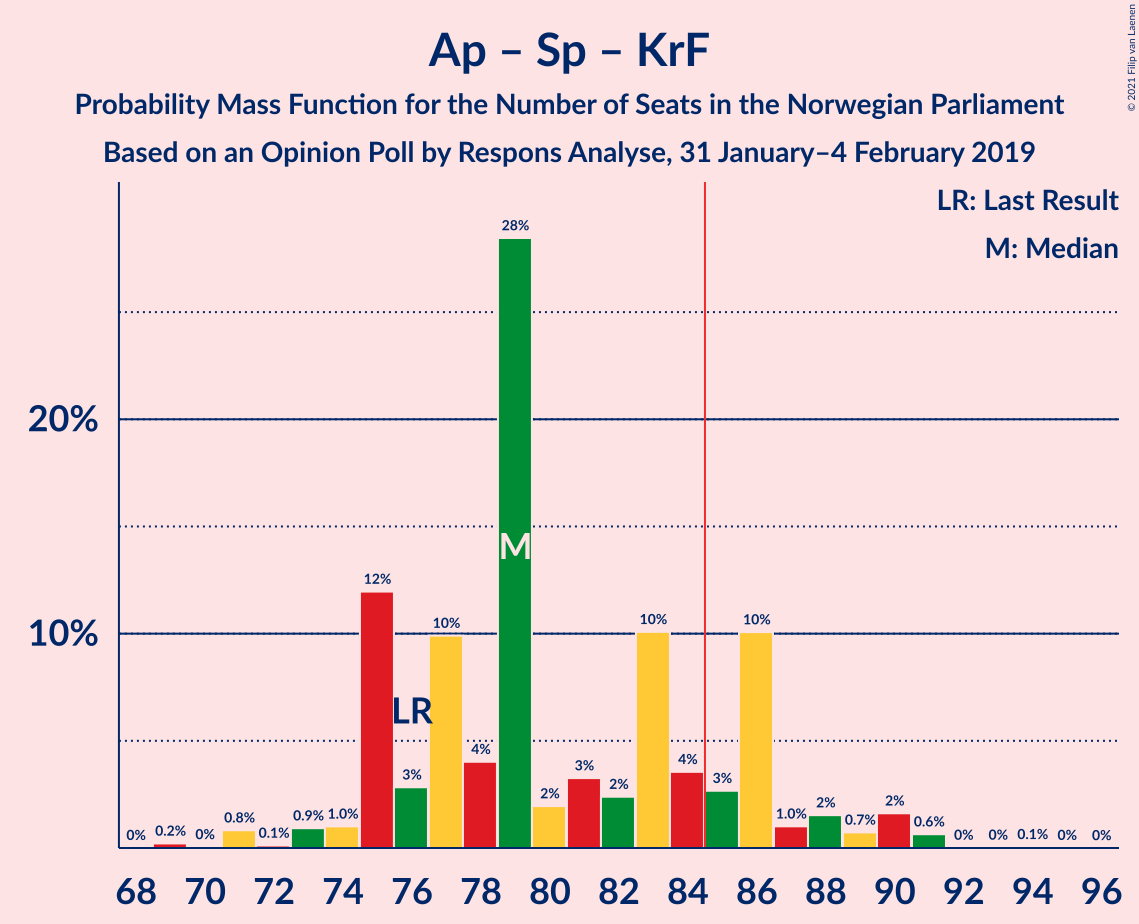 Ap – Sp – KrF
Probability Mass Function for the Number of Seats in the Norwegian Parliament
Based on an Opinion Poll by Respons Analyse, 31 January–4 February 2019
© 2021 Filip van Laenen
LR: Last Result
M: Median
20%
10%
0% 0.2% 0% 0.8% 0.1% 0.9% 1.0% 12% 3% 10% 4% 28% 2% 3% 2% 10% 4% 3% 10% 1.0% 2% 0.7% 2% 0.6% 0% 0% 0.1% 0% 0%
LR
M
68 70 72 74 76 78 80 82 84 86 88 90 92 94 96